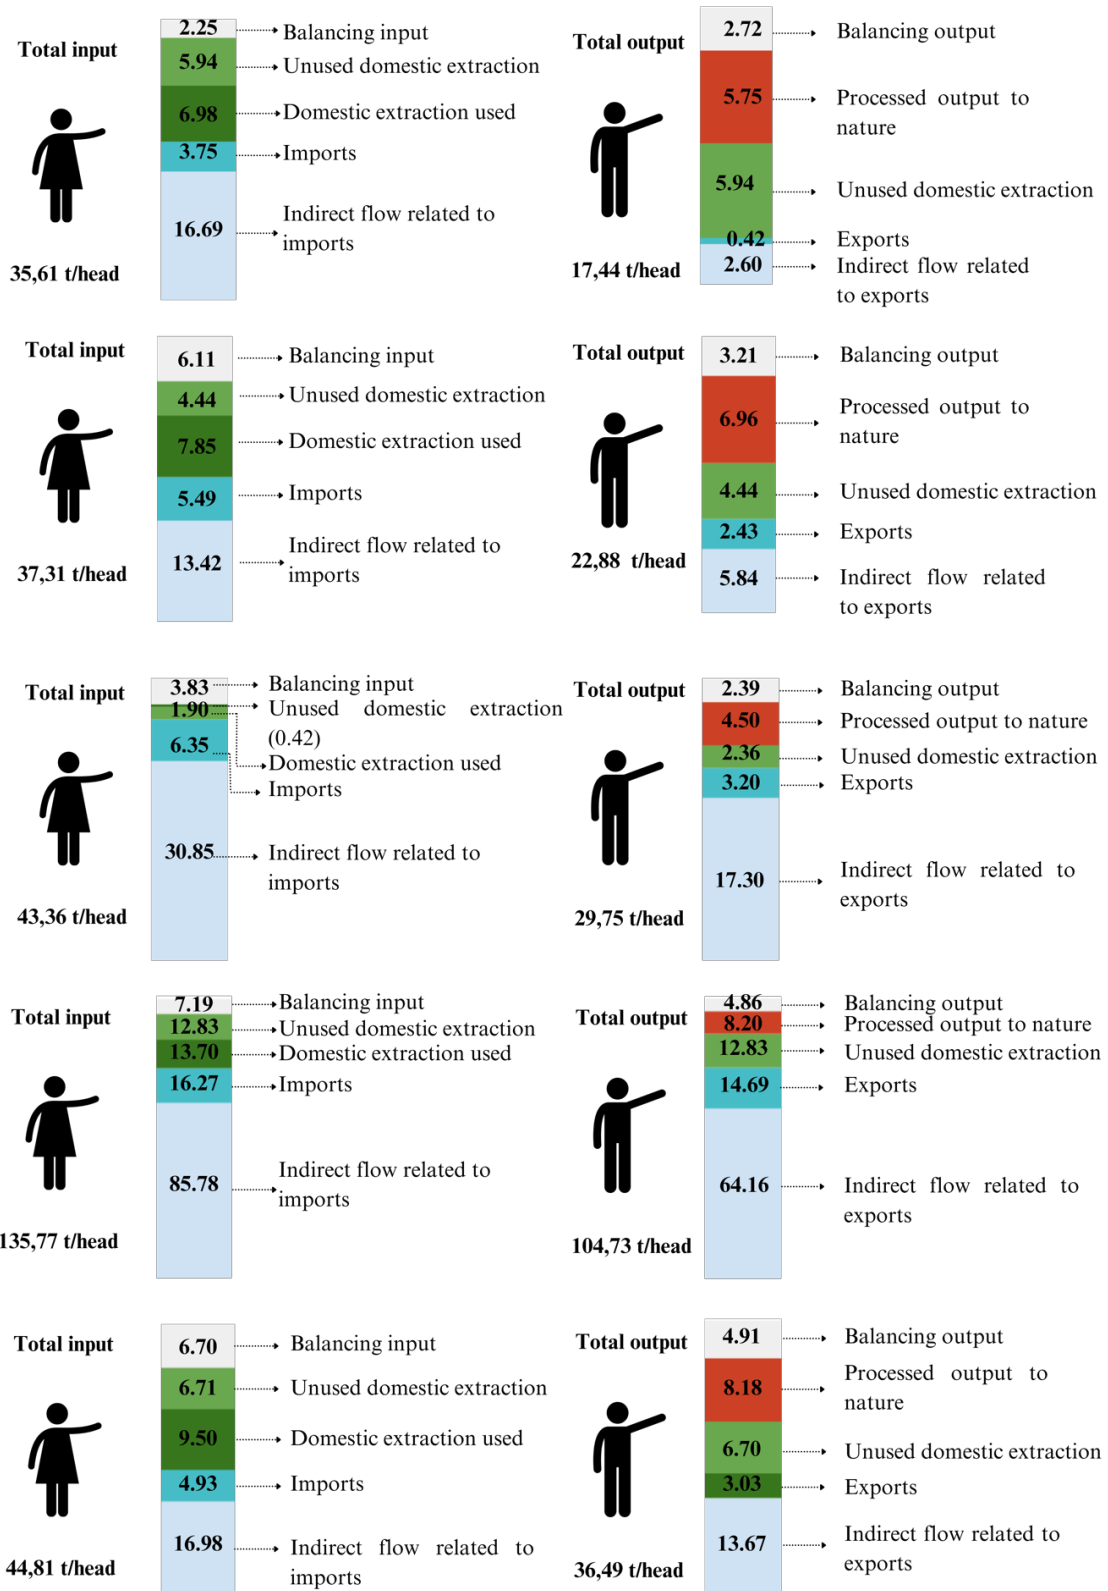 Total input
2.25
Balancing input
5.94
Unused domestic extraction
6.98
Domestic extraction used
3.75
Imports
16.69
Indirect flow related to
imports
35,61 t/head
Total output
2.72
Balancing output
5.75
Processed output to
nature
5.94
Unused domestic extraction
0.42
Exports
2.60
Indirect flow related
to exports
17,44 t/head
Total input
6.11
Balancing input
4.44
Unused domestic extraction
7.85
Domestic extraction used
5.49
Imports
13.42
Indirect flow related to
imports
37,31 t/head
Total output
3.21
Balancing output
6.96
Processed output to
nature
4.44
Unused domestic extraction
2.43
Exports
5.84
Indirect flow related
to exports
22,88 t/head
Total input
3.83
Balancing input
1.90
Unused domestic extraction
(0.42)
Domestic extraction used
6.35
Imports
30.85
Indirect flow related to
imports
43,36 t/head
Total output
2.39
Balancing output
4.50
Processed output to nature
2.36
Unused domestic extraction
3.20
Exports
17.30
Indirect flow related to
exports
29,75 t/head
Total input
7.19
Balancing input
12.83
Unused domestic extraction
13.70
Domestic extraction used
16.27
Imports
85.78
Indirect flow related to
imports
135,77 t/head
Total output
4.86
Balancing output
8.20
Processed output to nature
12.83
Unused domestic extraction
14.69
Exports
64.16
Indirect flow related to
exports
104,73 t/head
Total input
6.70
Balancing input
6.71
Unused domestic extraction
9.50
Domestic extraction used
4.93
Imports
16.98
Indirect flow related to
imports
44,81 t/head
Total output
4.91
Balancing output
8.18
Processed output to
nature
6.70
Unused domestic extraction
3.03
Exports
13.67
Indirect flow related to
exports
36,49 t/head